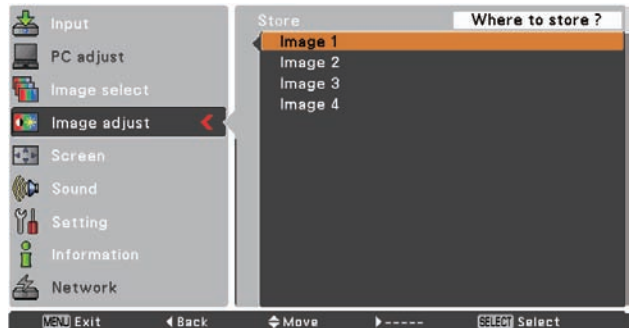 Input
PC adjust
Image select
Image adjust
Screen
Sound
Setting
Information
Network
Store
Where to store ?
Image 1
Image 2
Image 3
Image 4
MENU Exit
Back
Move
-----
SELECT Select